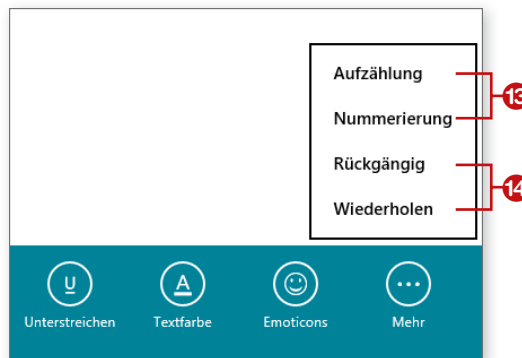 Aufzählung
Nummerierung
13
Rückgängig
Wiederholen
14
U
A
Unterstreichen Textfarbe Emoticons Mehr